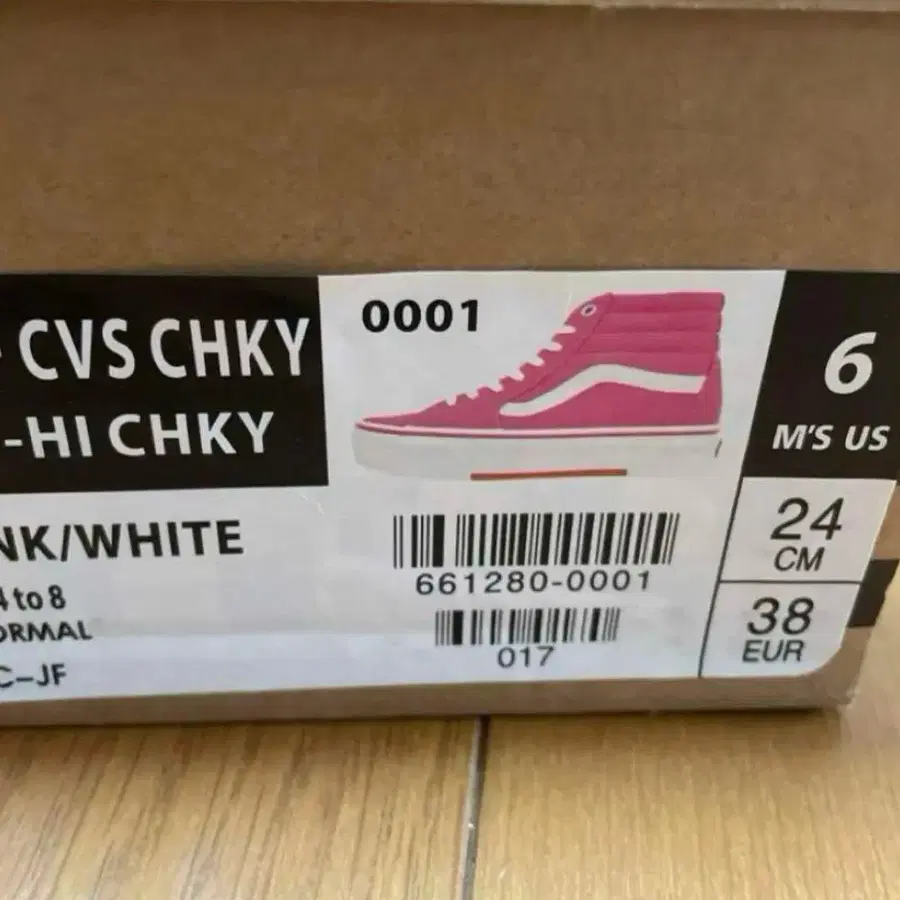 CVS CHKY
-HI CHKY
0001
6
M'S US
NK/WHITE
4 to 8
ORMAL
C-JF
661280-0001
017
24
CM
38
EUR